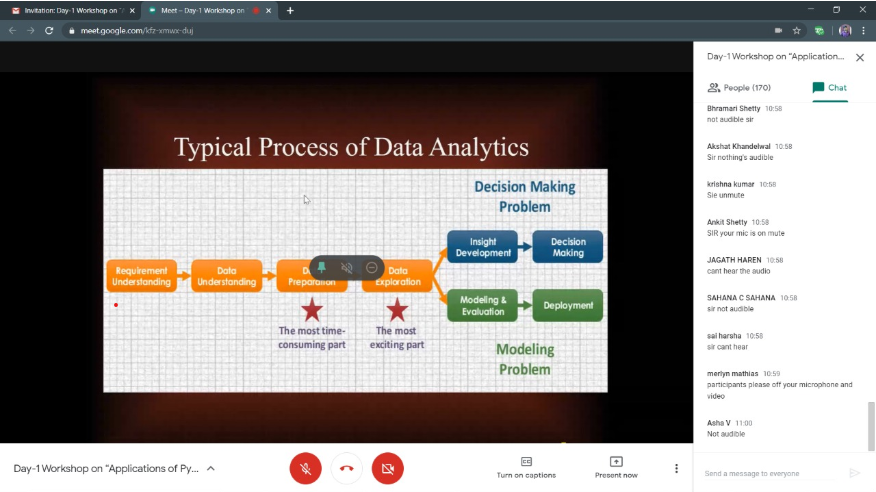 Invitation: Day-1 Workshop on "A
Meet – Day-1 Workshop on
meet.google.com/kfz-xmwx-duj
Typical Process of Data Analytics
Decision Making
Problem
Requirement
Understanding
Data
Understanding
Preparation
Data
Exploration
Insight
Development
Decision
Making
Modeling &
Evaluation
Deployment
The most time-
consuming part
The most
exciting part
Modeling
Problem
Day-1 Workshop on “Application...
People (170)
Chat
Bhramari Shetty 10:58
not audible sir
Akshat Khandelwal 10:58
Sir nothing's audible
krishna kumar 10:58
Sie unmute
Ankit Shetty 10:58
SIR your mic is on mute
JAGATH HAREN 10:58
cant hear the audio
SAHANA C SAHANA 10:58
sir not audible
sai harsha 10:58
sir cant hear
merlyn mathias 10:59
participants please off your microphone and
video
Asha V 11:00
Not audible
Send a message to everyone
Day-1 Workshop on “Applications of Py...
CC
Turn on captions
Present now